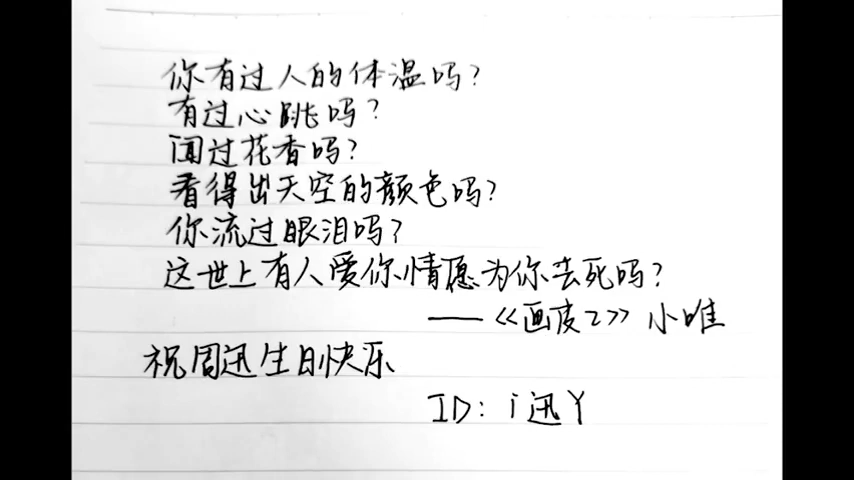 你有过人的体温吗?
有过心跳吗?
闻过花香吗?
看得出天空的颜色吗?
你流过眼泪吗?
这世上有人爱你情愿为你去死吗?
——《画皮2》小唯
祝周迅生日快乐
ID: i迅Y